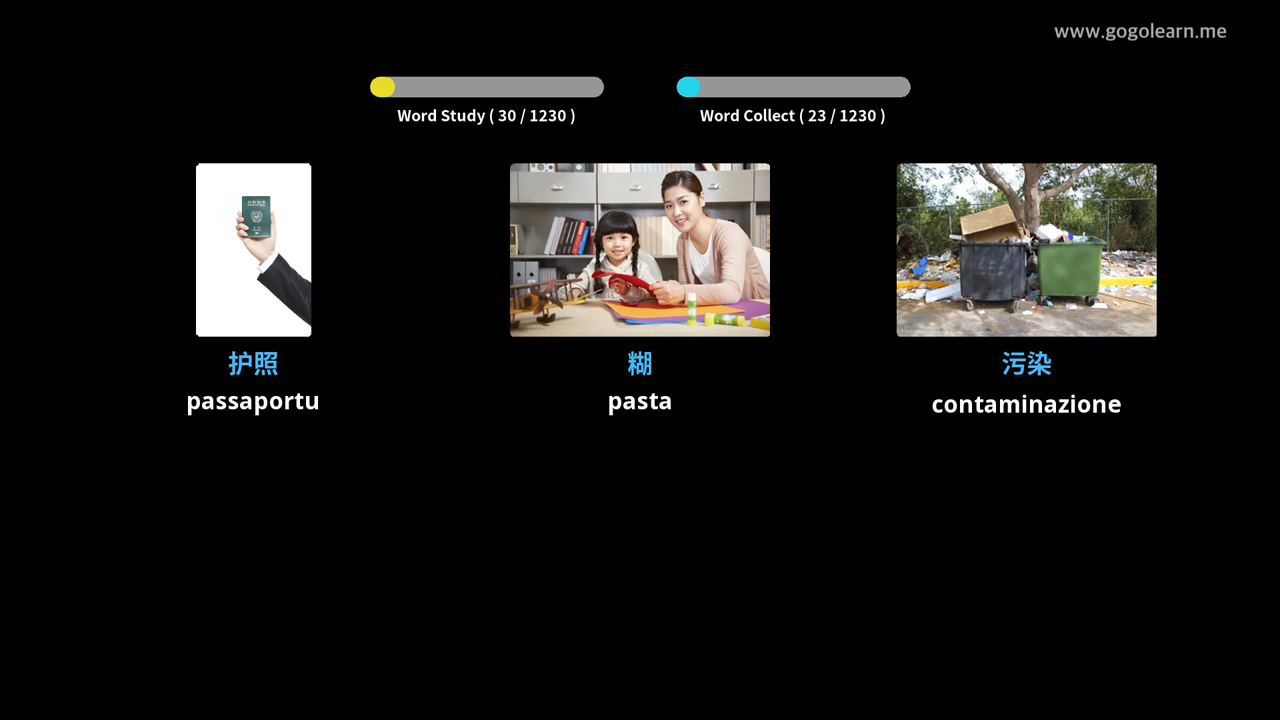 www.gogolearn.me
Word Study ( 30 / 1230 )
Word Collect ( 23 / 1230 )
护照
糊
污染
passaportu
pasta
contaminazione